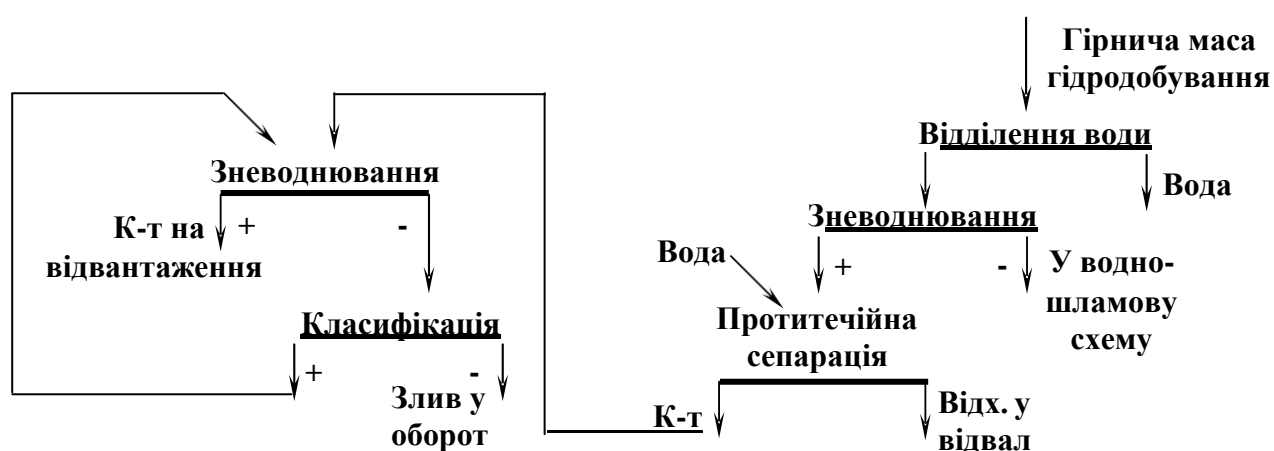 Гірнича маса
гідродобування
Відділення води
Вода
Зневоднювання
+
-
У водно-
шламову
схему
Вода
Протитечійна
сепарація
К-т
Відх. у
відвал
Зневоднювання
К-т на
відвантаження
+
-
Класифікація
+
-
Злив у
оборот